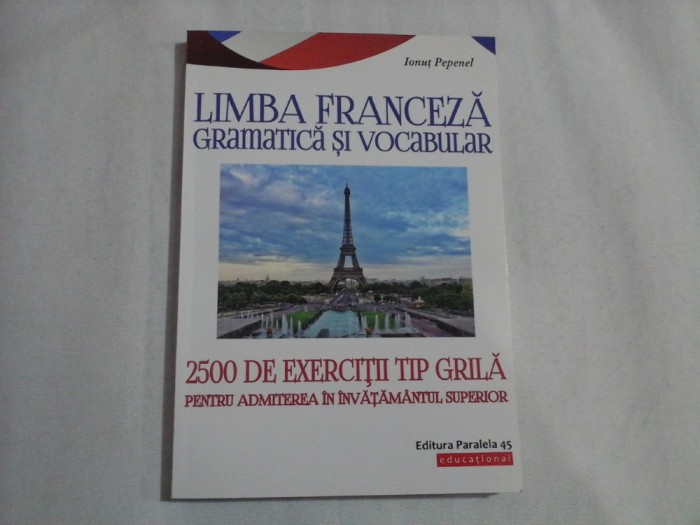 Ionuț Pepenel
LIMBA FRANCEZĂ
GRAMATICĂ ȘI VOCABULAR
2500 DE EXERCIȚII TIP GRILĂ
PENTRU ADMITEREA ÎN ÎNVĂȚĂMÂNTUL SUPERIOR
Editura Paralela 45
educațional